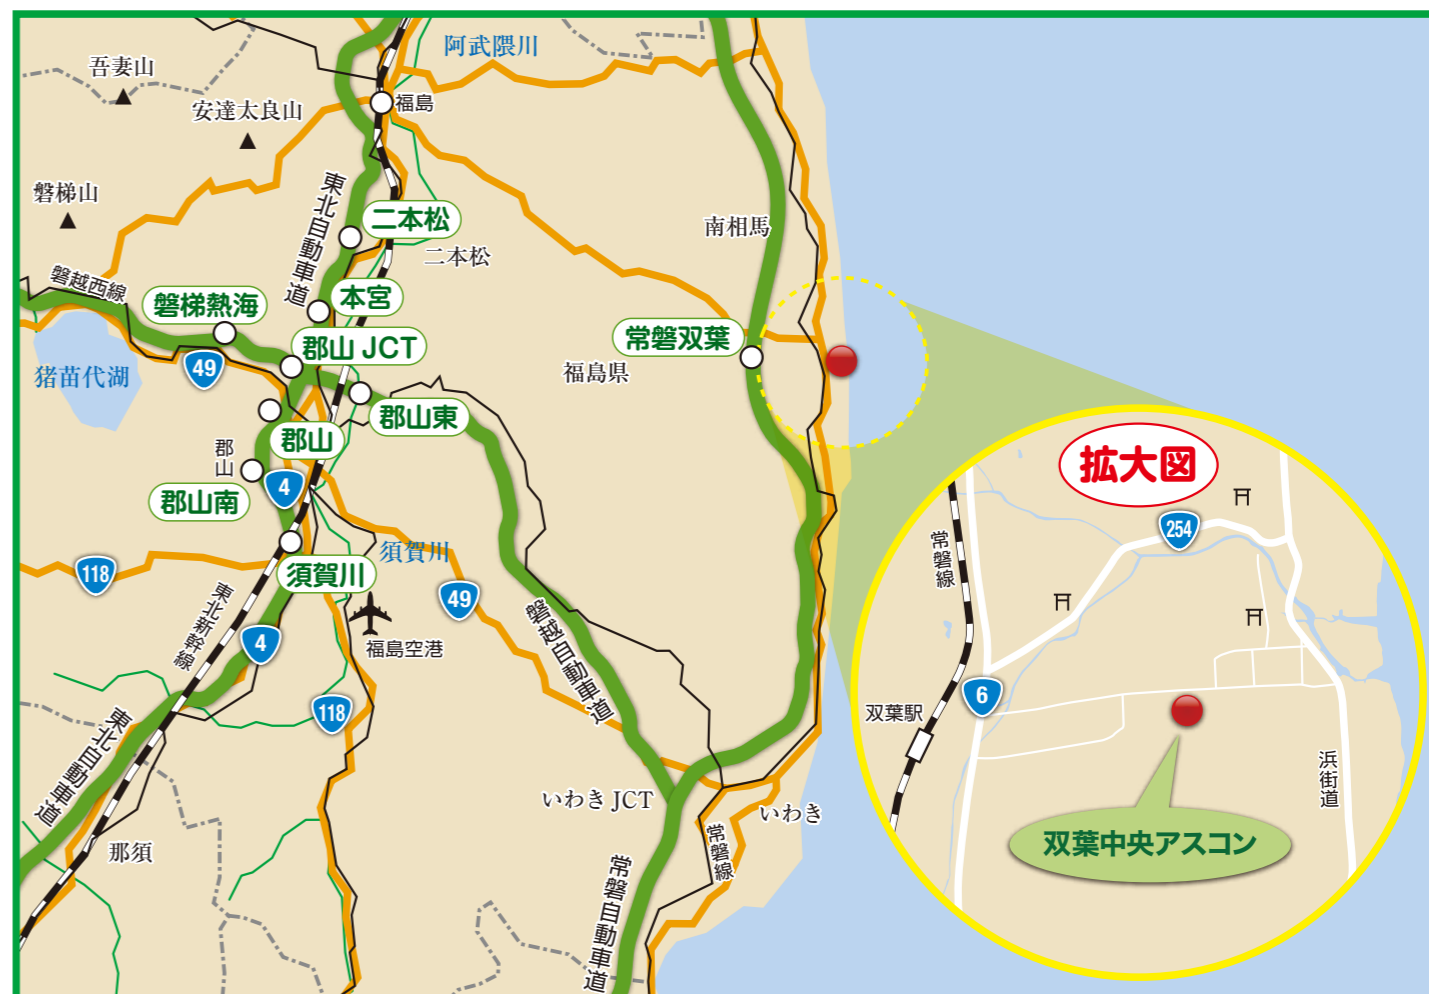 阿武隈川
吾妻山
福島
安達太良山
磐梯山
東北自動車道
二本松
南相馬
二本松
磐越西線
磐梯熱海
本宮
郡山 JCT
常磐双葉
49
猪苗代湖
福島県
郡山東
郡山
郡山
4
郡山南
須賀川
118
須賀川
49
東北新幹線
磐越自動車道
4
福島空港
118
東北自動車道
いわき JCT
いわき
常磐線
那須
常磐自動車道
拡大図
254
常磐線
6
双葉駅
浜街道
双葉中央アスコン